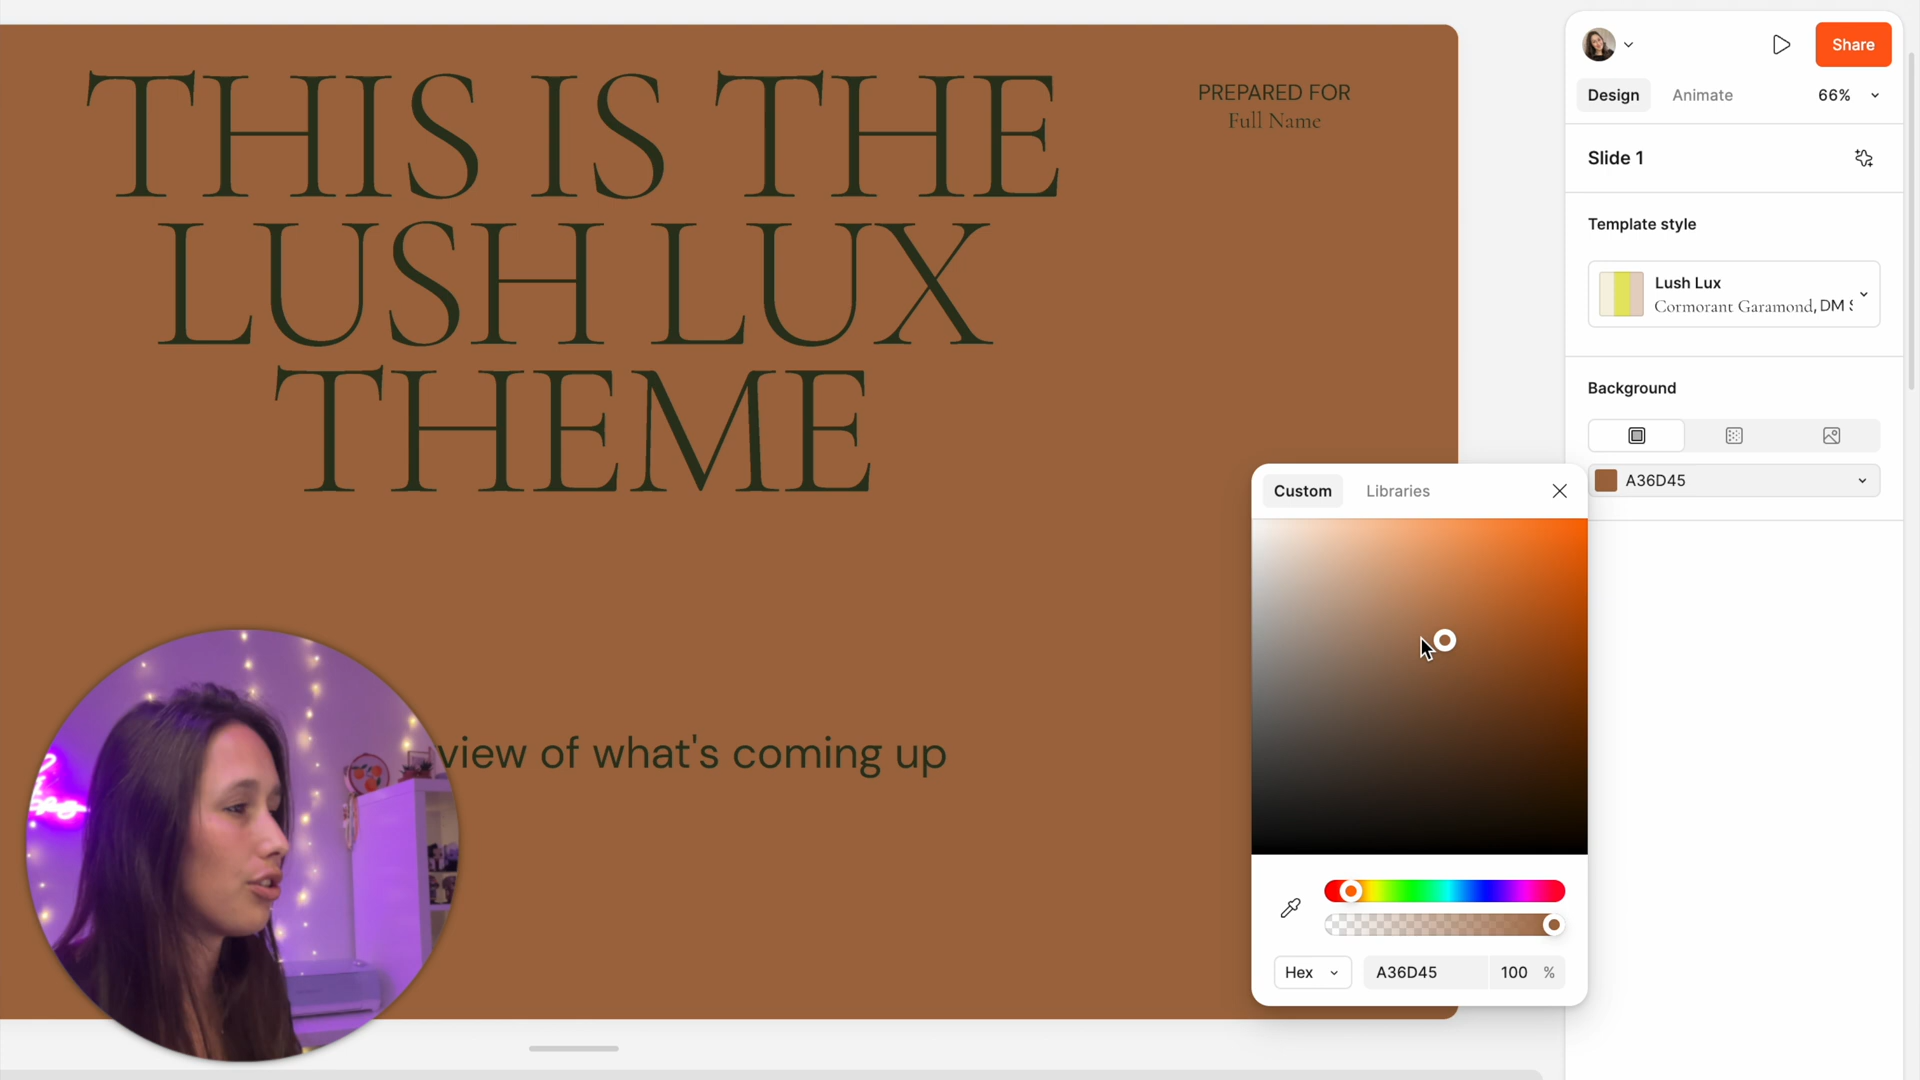 THIS IS THE
LUSH LUX
THEME
PREPARED FOR
Full Name
view of what's coming up
Share
Design
Animate
66%
Slide 1
Template style
Lush Lux
Cormorant Garamond, DM S
Background
A36D45
Custom
Libraries
Hex
A36D45
100 %